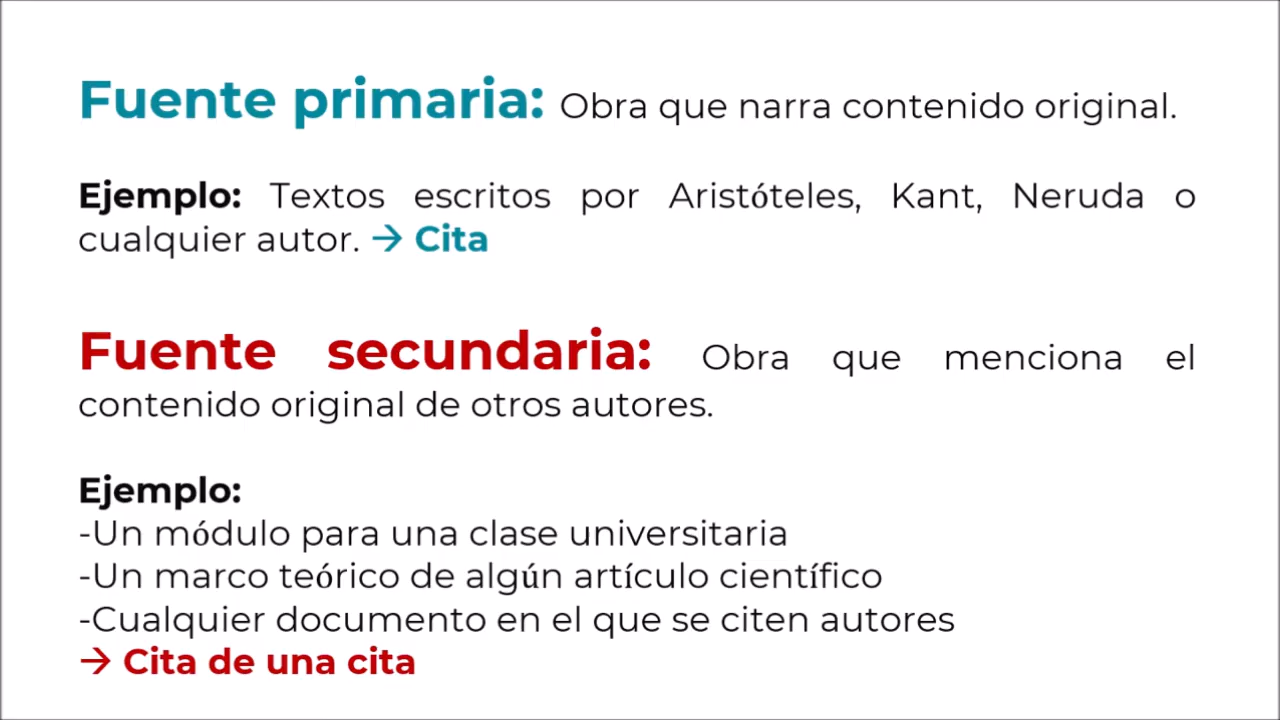 Fuente primaria: Obra que narra contenido original.
Ejemplo: Textos escritos por Aristóteles, Kant, Neruda o
cualquier autor. → Cita
Fuente secundaria: Obra que menciona el
contenido original de otros autores.
Ejemplo:
-Un módulo para una clase universitaria
-Un marco teórico de algún artículo científico
-Cualquier documento en el que se citen autores
→ Cita de una cita